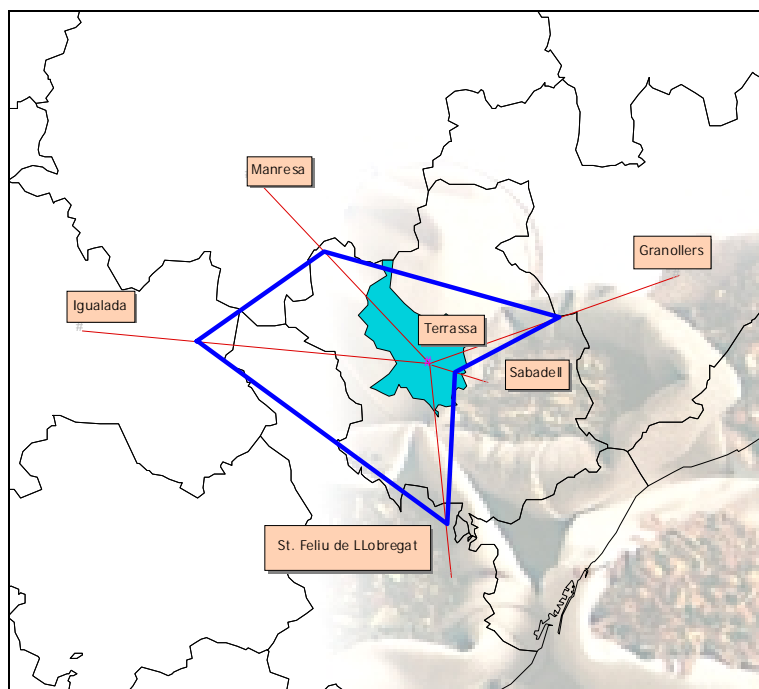 Manresa
Granollers
Igualada
Terrassa
Sabadell
St. Feliu de LLobregat